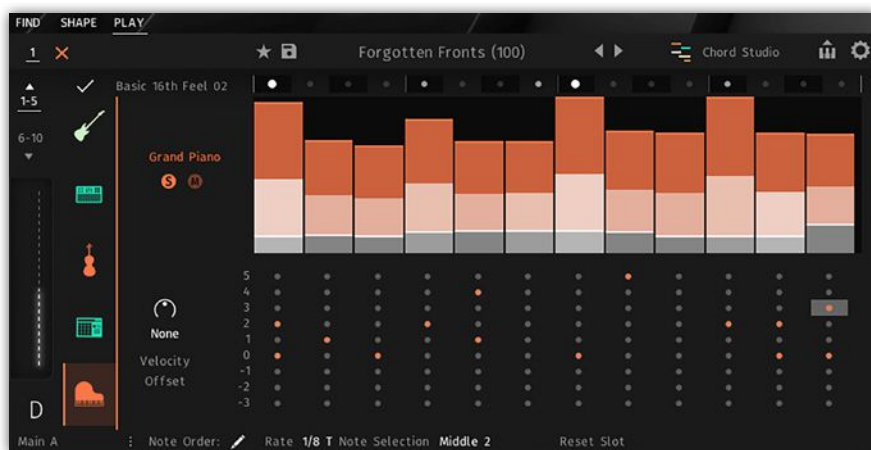 FIND SHAPE PLAY
1 Forgotten Fronts (100) Chord Studio
Basic 16th Feel 02
1-5
6-10
Grand Piano
S M
5
4
3
2
1
0
-1
-2
-3
None
Velocity
Offset
D
Main A Note Order: Rate 1/8 T Note Selection Middle 2 Reset Slot